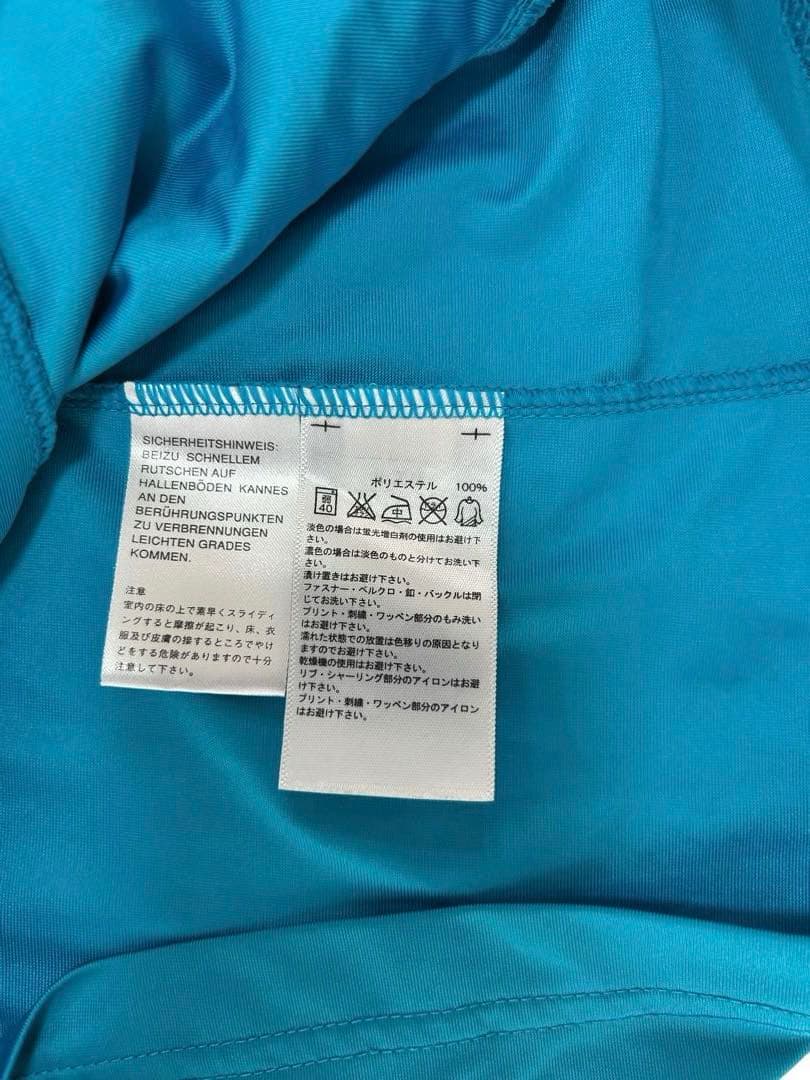 SICHERHEITSHINWEIS:
BEIZU SCHNELLEM
RUTSCHEN AUF
HALLENBÖDEN KANNES
AN DEN
BERÜHRUNGSPUNKTEN
ZU VERBRENNUNGEN
LEICHTEN GRADES
KOMMEN.
注意
室内の床の上で素早くスライディ
ングすると摩擦が起こり、床、衣
服及び皮膚の接するところでやけ
どをする危険がありますので十分
注意して下さい。
ポリエステル 100%
弱
40
中
淡色の場合は蛍光増白剤の使用はお避け下
さい。
濃色の場合は淡色のものと分けてお洗い下
さい。
漬け置きはお避け下さい。
ファスナー・ベルクロ・釦・バックルは閉
じてお洗い下さい。
プリント・刺繍・ワッペン部分のもみ洗い
はお避け下さい。
濡れた状態での放置は色移りの原因となり
ますのでお避け下さい。
乾燥機の使用はお避け下さい。
リブ・シャーリング部分のアイロンはお避
け下さい。
プリント・刺繍・ワッペン部分のアイロン
はお避け下さい。